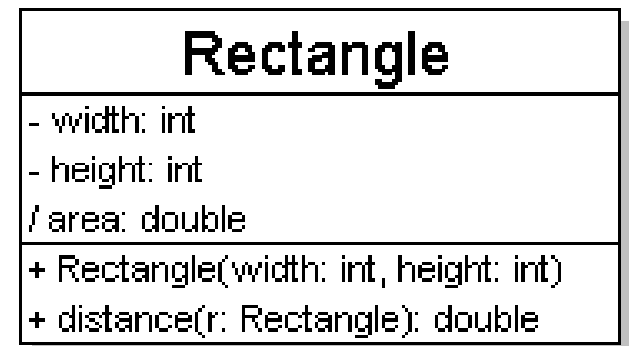 Rectangle
- width: int
- height: int
/ area: double
+ Rectangle(width: int, height: int)
+ distance(r: Rectangle): double